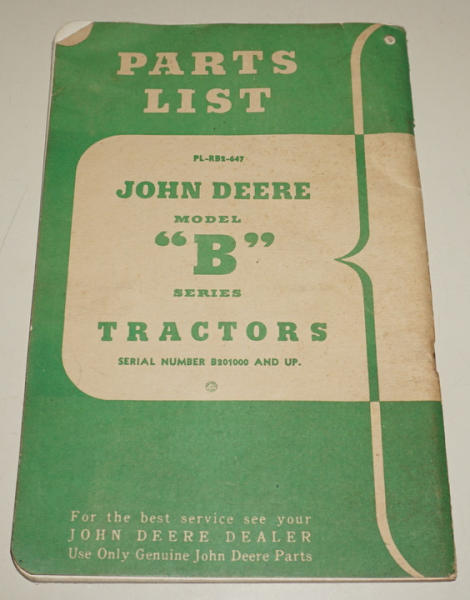 PARTS
LIST
PL-RB2-647
JOHN DEERE
MODEL
“B”
SERIES
TRACTORS
SERIAL NUMBER B201000 AND UP.
For the best service see your
JOHN DEERE DEALER
Use Only Genuine John Deere Parts